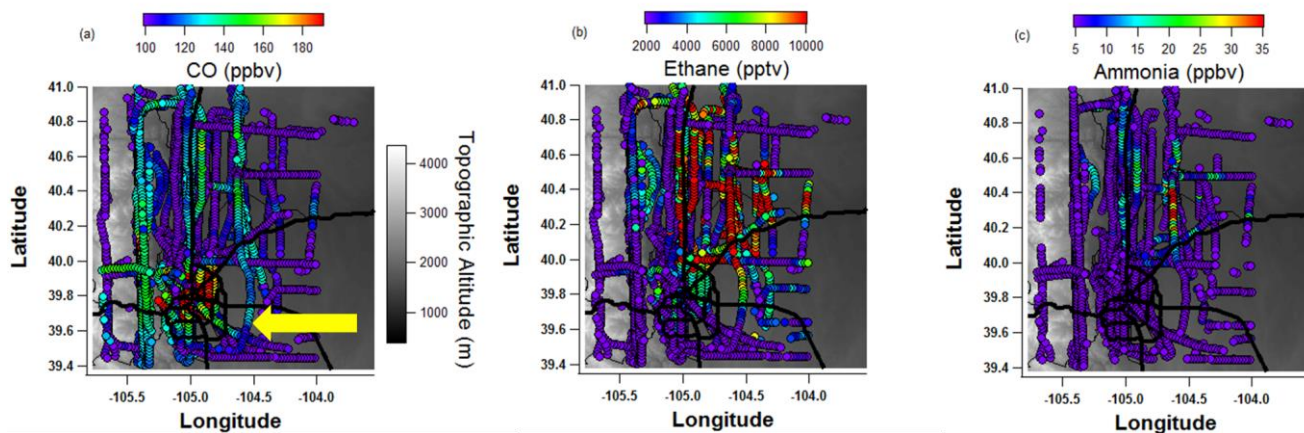 (a)
100 120 140 160 180
CO (ppbv)
41.0
40.8
40.6
40.4
40.2
40.0
39.8
39.6
39.4
Latitude
-105.5 -105.0 -104.5 -104.0
Longitude
4000
3000
2000
1000
Topographic Altitude (m)
(b)
2000 4000 6000 8000 10000
Ethane (pptv)
41.0
40.8
40.6
40.4
40.2
40.0
39.8
39.6
39.4
Latitude
-105.5 -105.0 -104.5 -104.0
Longitude
(c)
5 10 15 20 25 30 35
Ammonia (ppbv)
41.0
40.8
40.6
40.4
40.2
40.0
39.8
39.6
39.4
Latitude
-105.5 -105.0 -104.5 -104.0
Longitude